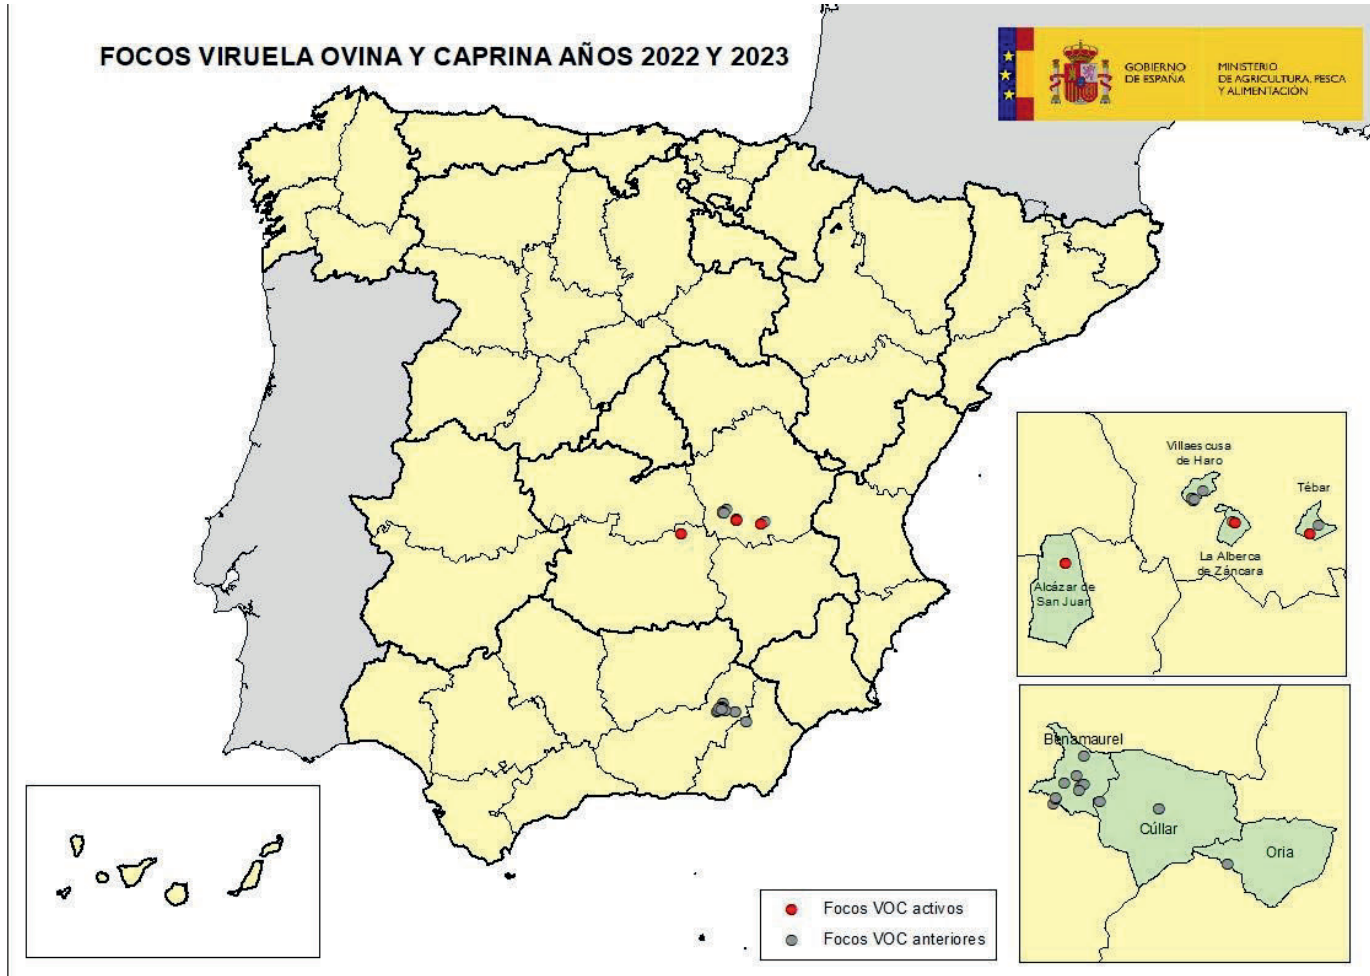 FOCOS VIRUELA OVINA Y CAPRINA AÑOS 2022 Y 2023
GOBIERNO
DE ESPAÑA
MINISTERIO
DE AGRICULTURA, PESCA
Y ALIMENTACIÓN
Villaescusa
de Haro
Tébar
La Alberca
de Záncara
Alcázar de
San Juan
Benamaurel
Cúllar
Oria
Focos VOC activos
Focos VOC anteriores